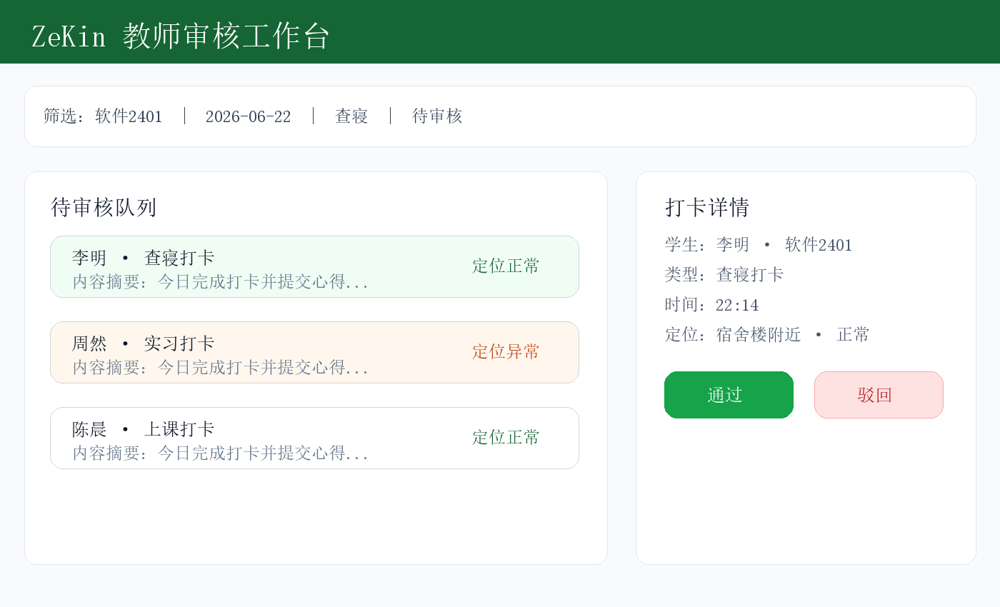 ZeKin 教师审核工作台
筛选：软件2401 | 2026-06-22 | 查寝 | 待审核
待审核队列
李明 • 查寝打卡
内容摘要：今日完成打卡并提交心得...
定位正常
周然 • 实习打卡
内容摘要：今日完成打卡并提交心得...
定位异常
陈晨 • 上课打卡
内容摘要：今日完成打卡并提交心得...
定位正常
打卡详情
学生：李明 • 软件2401
类型：查寝打卡
时间：22:14
定位：宿舍楼附近 • 正常
通过
驳回